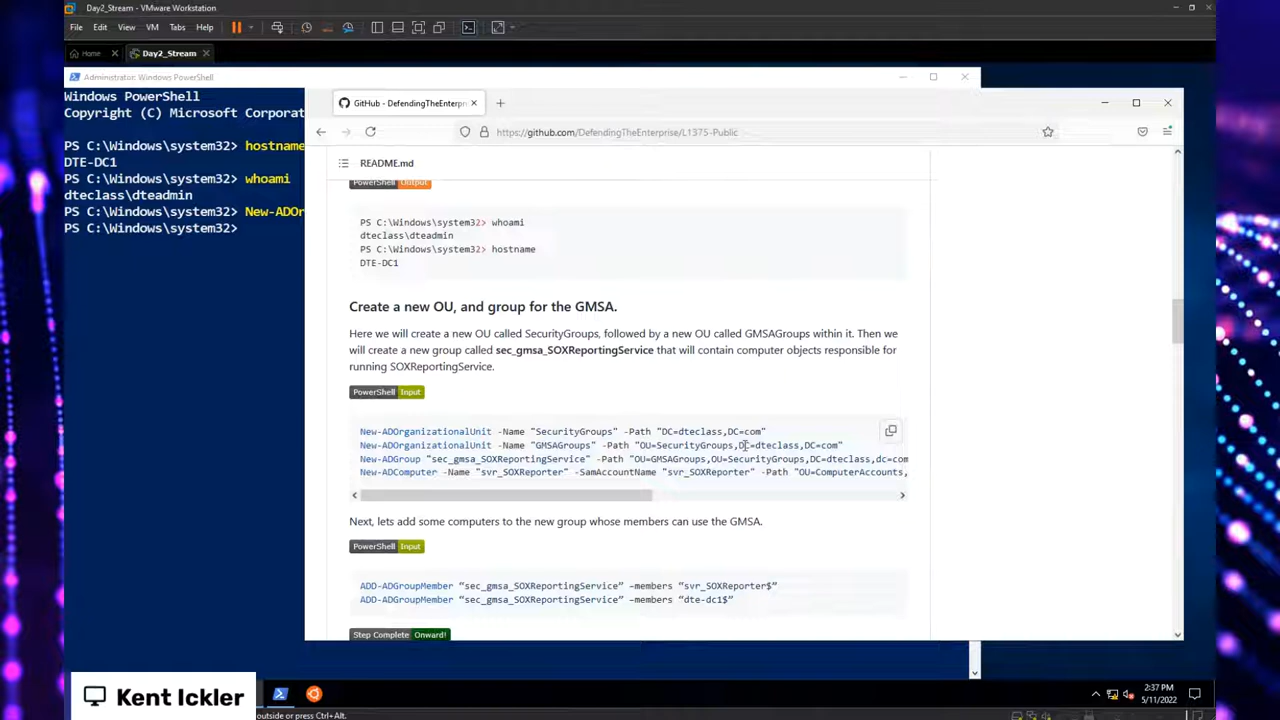 Day2_Stream - VMware Workstation
File Edit View VM Tabs Help
Home Day2_Stream
Administrator: Windows PowerShell
Windows PowerShell
Copyright (C) Microsoft Corporat
PS C:\Windows\system32> hostname
DTE-DC1
PS C:\Windows\system32> whoami
dteclass\dteadmin
PS C:\Windows\system32> New-ADOr
PS C:\Windows\system32>
GitHub - DefendingTheEnterpr
https://github.com/DefendingTheEnterprise/L1375-Public
README.md
PowerShell Output
PS C:\Windows\system32> whoami
dteclass\dteadmin
PS C:\Windows\system32> hostname
DTE-DC1
Create a new OU, and group for the GMSA.
Here we will create a new OU called SecurityGroups, followed by a new OU called GMSAGroups within it. Then we
will create a new group called sec_gmsa_SOXReportingService that will contain computer objects responsible for
running SOXReportingService.
PowerShell Input
New-ADOrganizationalUnit -Name "SecurityGroups" -Path "DC=dteclass,DC=com"
New-ADOrganizationalUnit -Name "GMSAGroups" -Path "OU=SecurityGroups,DC=dteclass,DC=com"
New-ADGroup "sec_gmsa_SOXReportingService" -Path "OU=GMSAGroups,OU=SecurityGroups,DC=dteclass,dc=com
New-ADComputer -Name "svr_SOXReporter" -SamAccountName "svr_SOXReporter" -Path "OU=ComputerAccounts,
Next, lets add some computers to the new group whose members can use the GMSA.
PowerShell Input
ADD-ADGroupMember “sec_gmsa_SOXReportingService” –members “svr_SOXReporter$”
ADD-ADGroupMember “sec_gmsa_SOXReportingService” –members “dte-dc1$”
Step Complete Onward!
Kent Ickler
2:37 PM
5/11/2022
outside or press Ctrl+Alt.